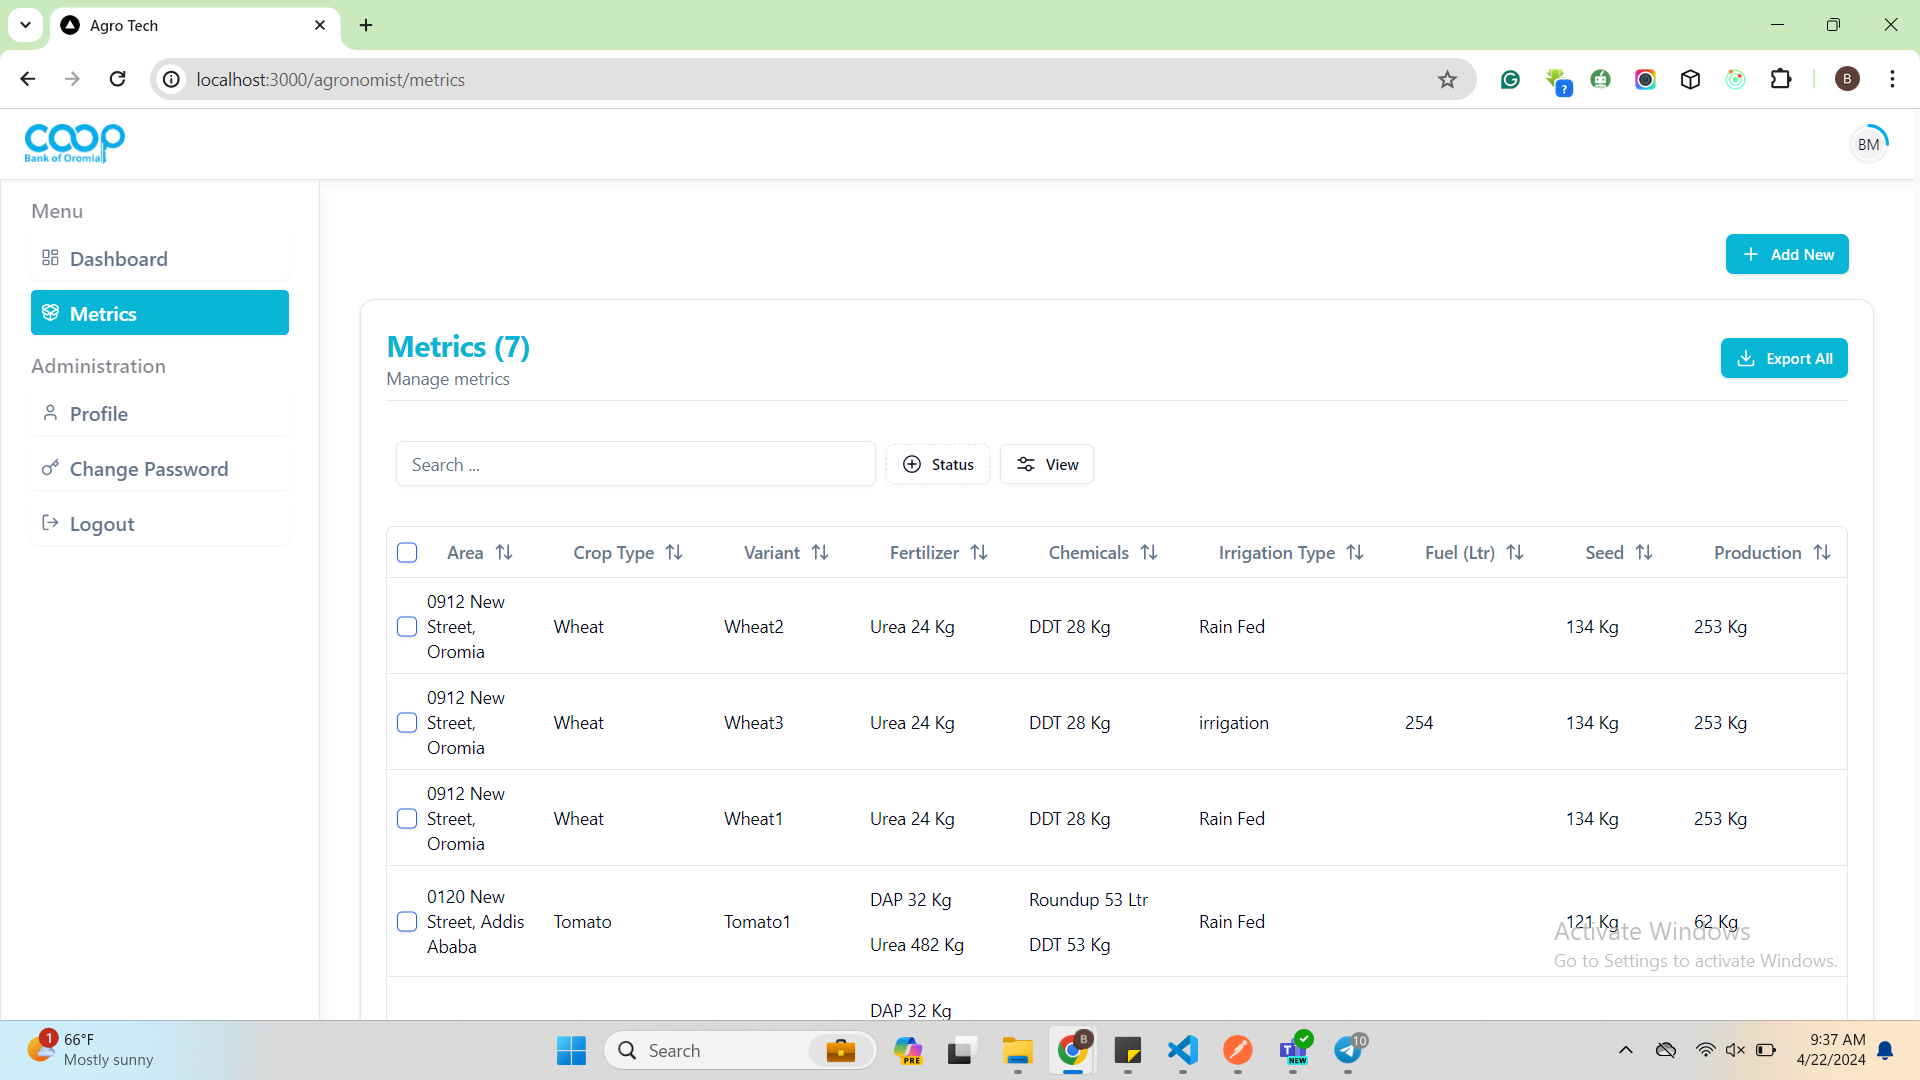 Agro Tech
localhost:3000/agronomist/metrics
B
?
coop
Bank of Oromia
BM
Menu
Dashboard
Metrics
Administration
Profile
Change Password
Logout
Add New
Metrics (7)
Manage metrics
Export All
Search ...
Status
View
Area Crop Type Variant Fertilizer Chemicals Irrigation Type Fuel (Ltr) Seed Production
0912 New
Street,
Oromia
Wheat Wheat2 Urea 24 Kg DDT 28 Kg Rain Fed 134 Kg 253 Kg
0912 New
Street,
Oromia
Wheat Wheat3 Urea 24 Kg DDT 28 Kg irrigation 254 134 Kg 253 Kg
0912 New
Street,
Oromia
Wheat Wheat1 Urea 24 Kg DDT 28 Kg Rain Fed 134 Kg 253 Kg
0120 New
Street, Addis
Ababa
Tomato Tomato1
DAP 32 Kg
Urea 482 Kg
Roundup 53 Ltr
DDT 53 Kg
Rain Fed 121 Kg 62 Kg
DAP 32 Kg
Activate Windows
Go to Settings to activate Windows.
1
66°F
Mostly sunny
Search
PRE
B
NEW
10
9:37 AM
4/22/2024